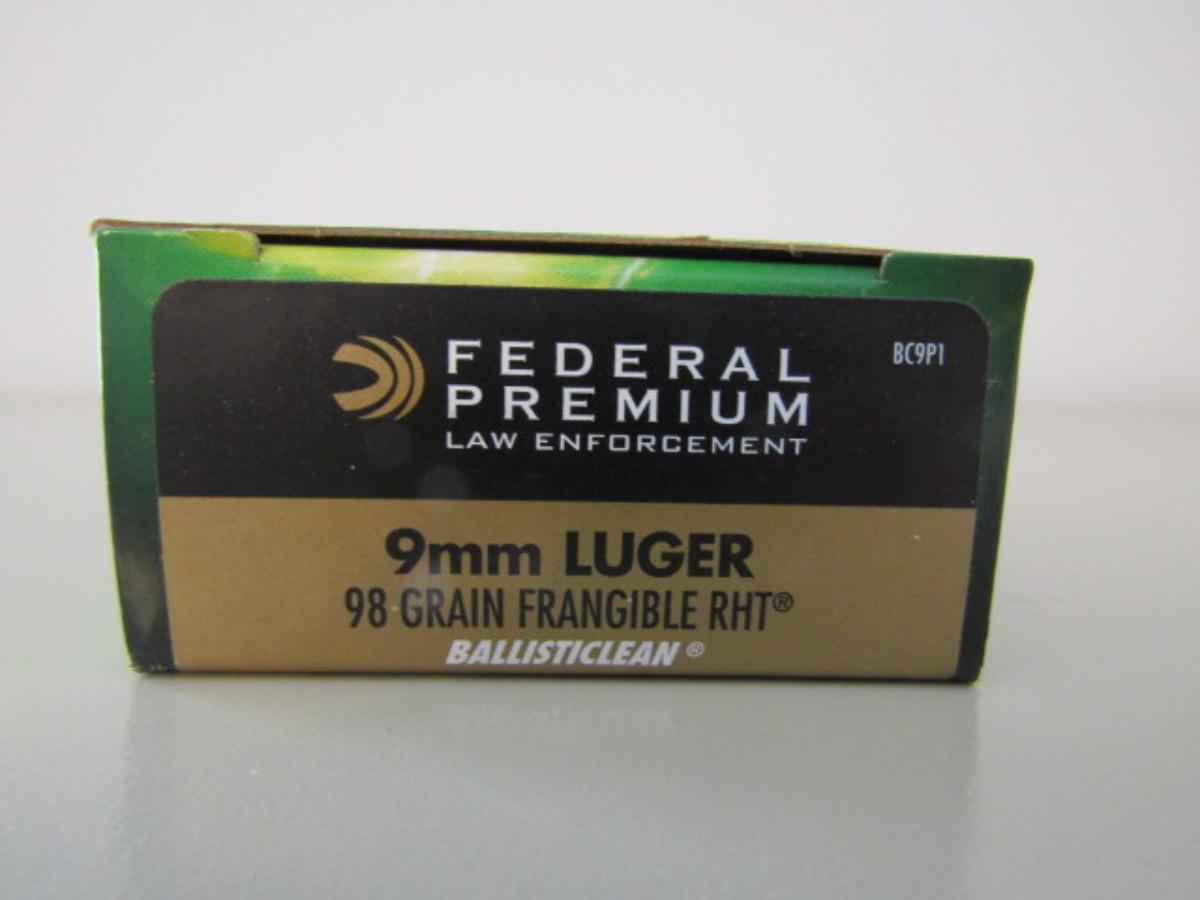 FEDERAL
PREMIUM
LAW ENFORCEMENT
BC9P1
9mm LUGER
98 GRAIN FRANGIBLE RHT®
BALLISTICLEAN®